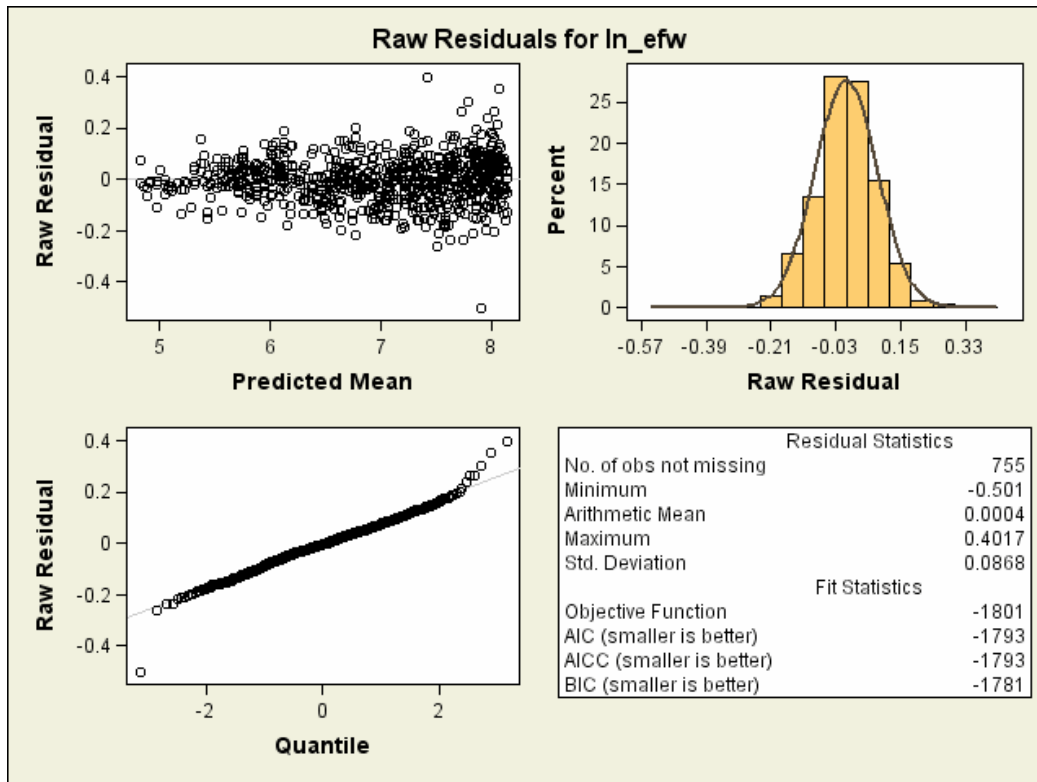 Raw Residuals for ln_efw
Raw Residual
0.4
0.2
0
-0.2
-0.4
5 6 7 8
Predicted Mean
Percent
25
20
15
10
5
0
-0.57 -0.39 -0.21 -0.03 0.15 0.33
Raw Residual
Raw Residual
0.4
0.2
0
-0.2
-0.4
-2 0 2
Quantile
Residual Statistics
No. of obs not missing 755
Minimum -0.501
Arithmetic Mean 0.0004
Maximum 0.4017
Std. Deviation 0.0868
Fit Statistics
Objective Function -1801
AIC (smaller is better) -1793
AICC (smaller is better) -1793
BIC (smaller is better) -1781